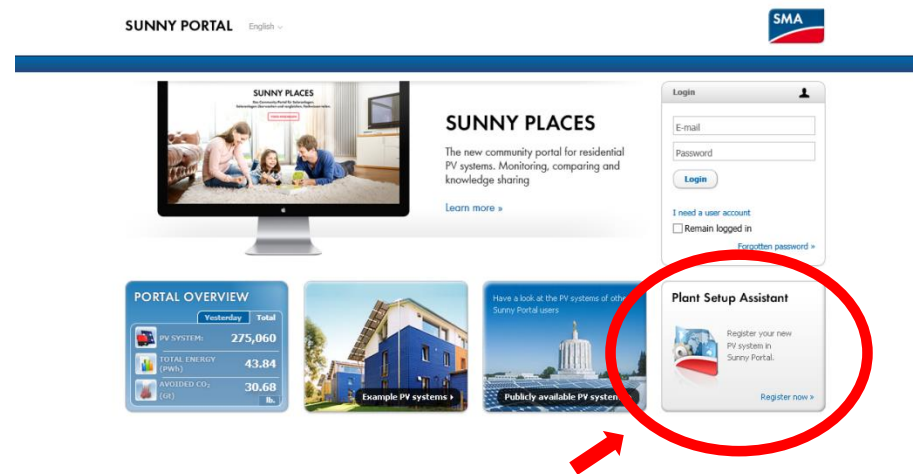 SUNNY PORTAL
English
SMA
SUNNY PLACES
SUNNY PLACES
The new community portal for residential
PV systems. Monitoring, comparing and
knowledge sharing
Learn more »
Login
E-mail
Password
Login
I need a user account
Remain logged in
Forgotten password »
PORTAL OVERVIEW
Yesterday Total
PV SYSTEM: 275,060
TOTAL ENERGY
(PWh) 43.84
AVOIDED CO₂
(Gt) 30.68
lb.
Example PV systems
Have a look at the PV systems of othe
Sunny Portal users
Publicly available PV system
Plant Setup Assistant
Register your new
PV system in
Sunny Portal.
Register now »